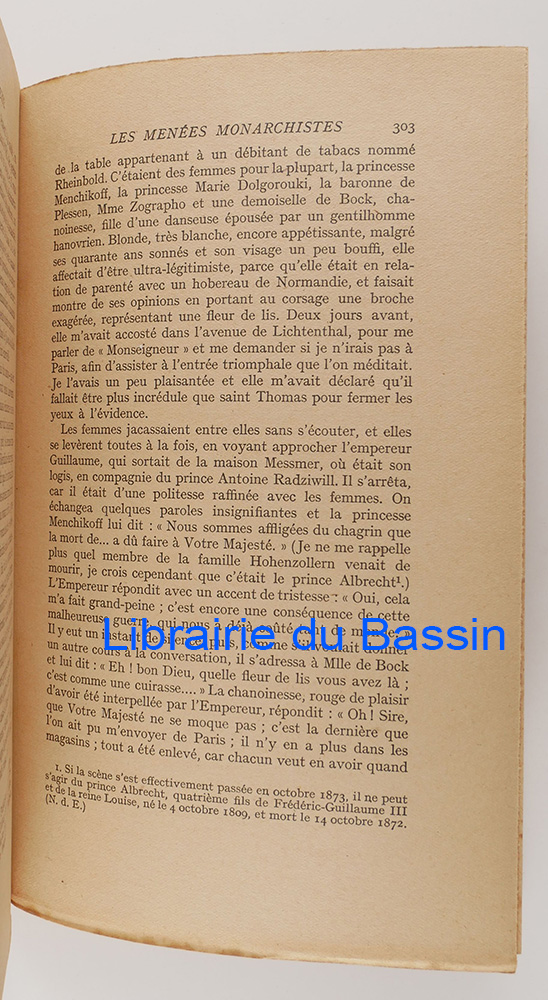 LES MENÉES MONARCHISTES 303
de la table appartenant à un débitant de tabacs nommé
Rheinbold. C'étaient des femmes pour la plupart, la princesse
Menchikoff, la princesse Marie Dolgorouki, la baronne de
Plessen, Mme Zographo et une demoiselle de Bock, cha-
noinesse, fille d'une danseuse épousée par un gentilhomme
hanovrien. Blonde, très blanche, encore appétissante, malgré
ses quarante ans sonnés et son visage un peu bouffi, elle
affectait d'être ultra-légitimiste, parce qu'elle était en rela-
tion de parenté avec un hobereau de Normandie, et faisait
montre de ses opinions en portant au corsage une broche
exagérée, représentant une fleur de lis. Deux jours avant,
elle m'avait accosté dans l'avenue de Lichtenthal, pour me
parler de « Monseigneur » et me demander si je n'irais pas à
Paris, afin d'assister à l'entrée triomphale que l'on méditait.
Je l'avais un peu plaisantée et elle m'avait déclaré qu'il
fallait être plus incrédule que saint Thomas pour fermer les
yeux à l'évidence.
Les femmes jacassaient entre elles sans s'écouter, et elles
se levèrent toutes à la fois, en voyant approcher l'empereur
Guillaume, qui sortait de la maison Messmer, où était son
logis, en compagnie du prince Antoine Radziwill. Il s'arrêta,
car il était d'une politesse raffinée avec les femmes. On
échangea quelques paroles insignifiantes et la princesse
Menchikoff lui dit : « Nous sommes affligées du chagrin que
la mort de... a dû faire à Votre Majesté. » (Je ne me rappelle
plus quel membre de la famille Hohenzollern venait de
mourir, je crois cependant que c'était le prince Albrecht¹.)
L'Empereur répondit avec un accent de tristesse : « Oui, cela
m'a fait grand-peine ; c'est encore une conséquence de cette
malheureuse guerre qui nous a déjà coûté tant de
Il y eut un instant de silence, puis, comme s'il voulait donner
un autre cours à la conversation, il s'adressa à Mlle de Bock
et lui dit : « Eh ! bon Dieu, quelle fleur de lis vous avez là ;
c'est comme une cuirasse.... » La chanoinesse, rouge de plaisir
d'avoir été interpellée par l'Empereur, répondit : « Oh ! Sire,
que Votre Majesté ne se moque pas ; c'est la dernière que
l'on ait pu m'envoyer de Paris ; il n'y en a plus dans les
magasins ; tout a été enlevé, car chacun veut en avoir quand
1. Si la scène s'est effectivement passée en octobre 1873, il ne peut
s'agir du prince Albrecht, quatrième fils de Frédéric-Guillaume III
et de la reine Louise, né le 4 octobre 1809, et mort le 14 octobre 1872.
(N. d. E.)
Librairie du Bassin